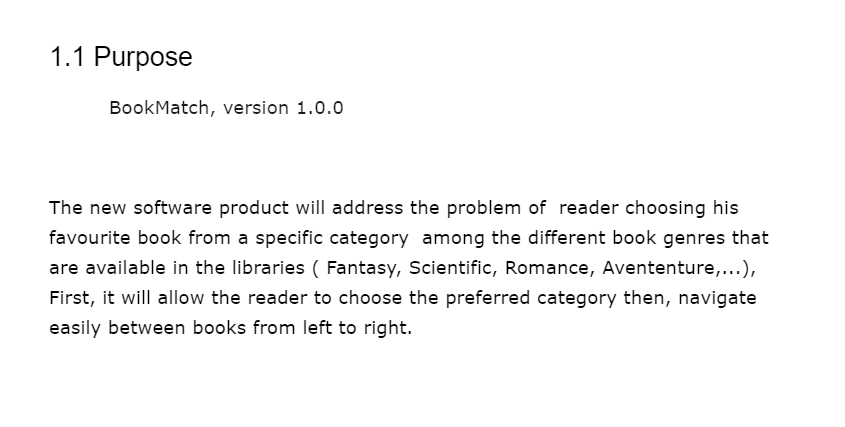 1.1 Purpose
BookMatch, version 1.0.0
The new software product will address the problem of  reader choosing his
favourite book from a specific category  among the different book genres that
are available in the libraries ( Fantasy, Scientific, Romance, Avententure,...),
First, it will allow the reader to choose the preferred category then, navigate
easily between books from left to right.